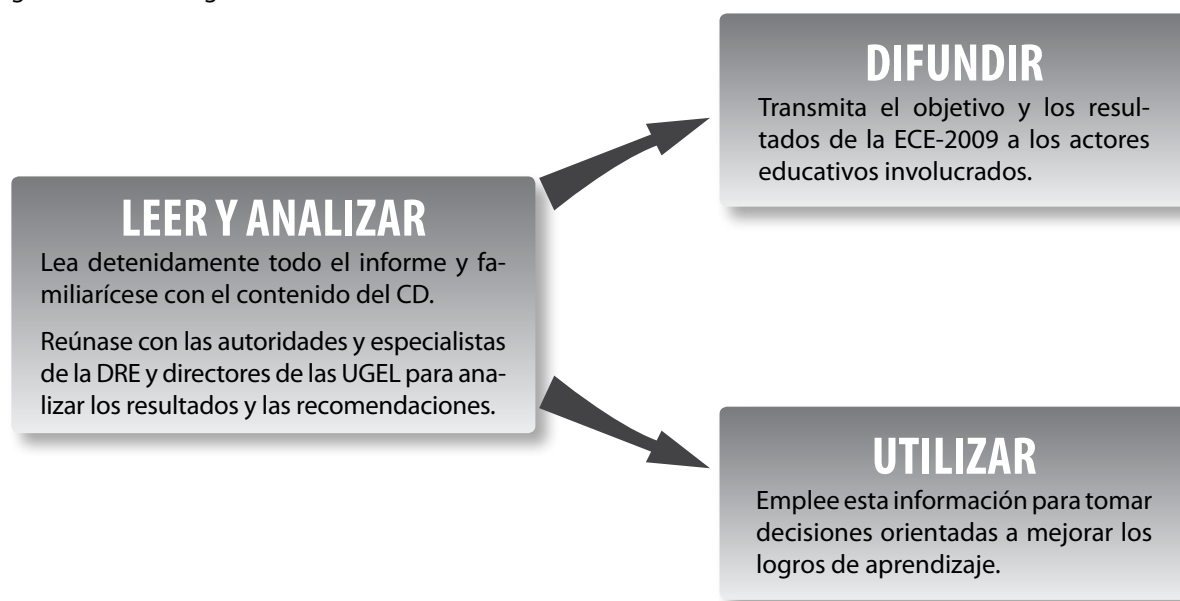 LEER Y ANALIZAR
Lea detenidamente todo el informe y fa-
miliarícese con el contenido del CD.
Reúnase con las autoridades y especialistas
de la DRE y directores de las UGEL para ana-
lizar los resultados y las recomendaciones.
DIFUNDIR
Transmita el objetivo y los resul-
tados de la ECE-2009 a los actores
educativos involucrados.
UTILIZAR
Emplee esta información para tomar
decisiones orientadas a mejorar los
logros de aprendizaje.